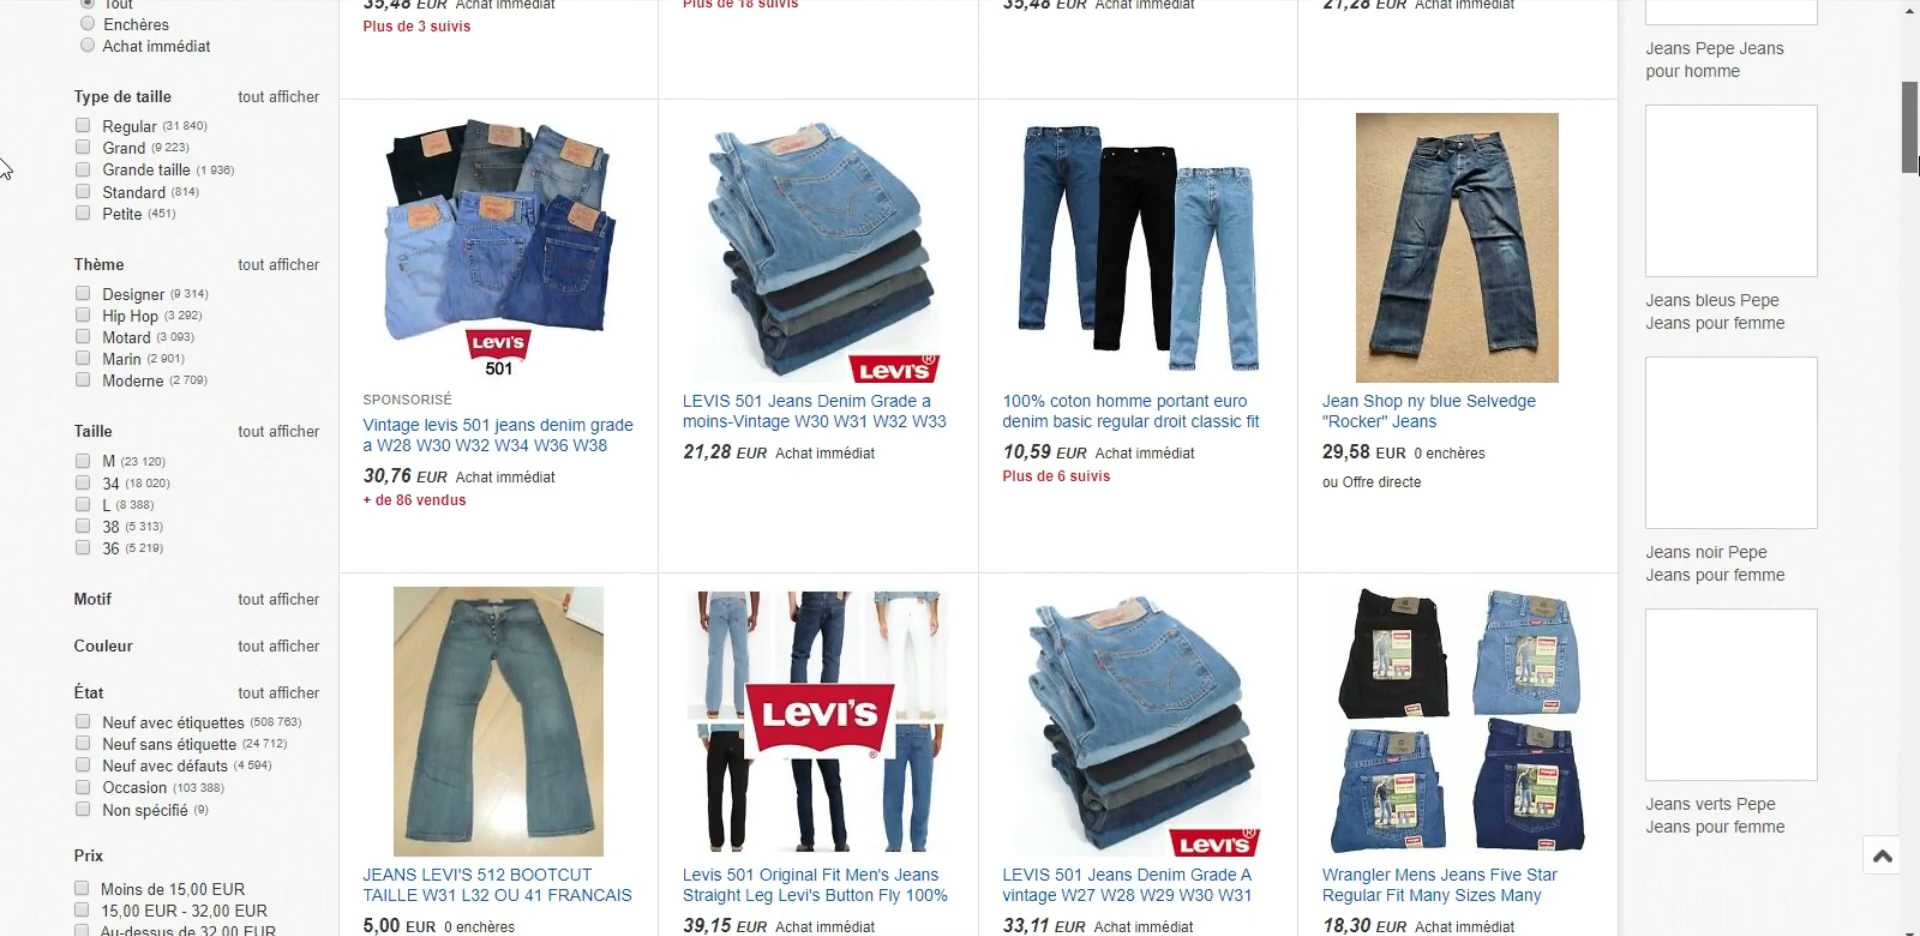 Tout
Enchères
Achat immédiat
Type de taille tout afficher
Regular (31 840)
Grand (9 223)
Grande taille (1 936)
Standard (814)
Petite (451)
Thème tout afficher
Designer (9 314)
Hip Hop (3 292)
Motard (3 093)
Marin (2 901)
Moderne (2 709)
Taille tout afficher
M (23 120)
34 (18 020)
L (8 388)
38 (5 313)
36 (5 219)
Motif tout afficher
Couleur tout afficher
État tout afficher
Neuf avec étiquettes (508 763)
Neuf sans étiquette (24 712)
Neuf avec défauts (4 594)
Occasion (103 388)
Non spécifié (9)
Prix
Moins de 15,00 EUR
15,00 EUR - 32,00 EUR
Au-dessus de 32,00 EUR
35,48 EUR Achat immédiat
Plus de 3 suivis
Plus de 18 suivis
35,48 EUR Achat immédiat
21,28 EUR Achat immédiat
LEVI'S
501
SPONSORISÉ
Vintage levis 501 jeans denim grade
a W28 W30 W32 W34 W36 W38
30,76 EUR Achat immédiat
+ de 86 vendus
LEVI'S®
LEVIS 501 Jeans Denim Grade a
moins-Vintage W30 W31 W32 W33
21,28 EUR Achat immédiat
100% coton homme portant euro
denim basic regular droit classic fit
10,59 EUR Achat immédiat
Plus de 6 suivis
Jean Shop ny blue Selvedge
"Rocker" Jeans
29,58 EUR 0 enchères
ou Offre directe
JEANS LEVI'S 512 BOOTCUT
TAILLE W31 L32 OU 41 FRANCAIS
5,00 EUR 0 enchères
LEVI'S®
Levis 501 Original Fit Men's Jeans
Straight Leg Levi's Button Fly 100%
39,15 EUR Achat immédiat
LEVI'S®
LEVIS 501 Jeans Denim Grade A
vintage W27 W28 W29 W30 W31
33,11 EUR Achat immédiat
Wrangler Mens Jeans Five Star
Regular Fit Many Sizes Many
18,30 EUR Achat immédiat
Jeans Pepe Jeans
pour homme
Jeans bleus Pepe
Jeans pour femme
Jeans noir Pepe
Jeans pour femme
Jeans verts Pepe
Jeans pour femme